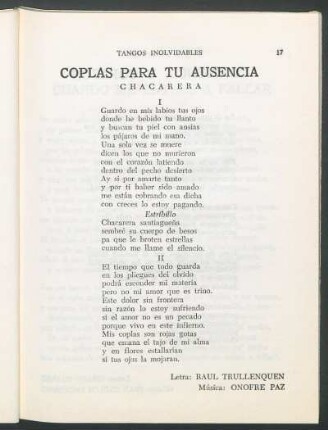 TANGOS INOLVIDABLES 17
COPLAS PARA TU AUSENCIA
CHACARERA
I
Guardo en mis labios tus ojos
donde he bebido tu llanto
y buscan tu piel con ansias
los pájaros de mi mano.
Una sola vez se muere
dicen los que no murieron
con el corazón latiendo
dentro del pecho desierto
Ay si por amarte tanto
y por ti haber sido amado
me están cobrando esa dicha
con creces lo estoy pagando.
Estribillo
Chacarera santiagueña
sembré su cuerpo de besos
pa que le broten estrellas
cuando me llame el silencio.
II
El tiempo que todo guarda
en los pliegues del olvido
podrá esconder mi materia
pero no mi amor que es trino.
Este dolor sin frontera
sin razón lo estoy sufriendo
si el amor no es un pecado
porque vivo en este infierno.
Mis coplas son rojas gotas
que emana el tajo de mi alma
y en flores estallarían
si tus ojos la mojaran.
Letra: RAUL TRULLENQUEN
Música: ONOFRE PAZ